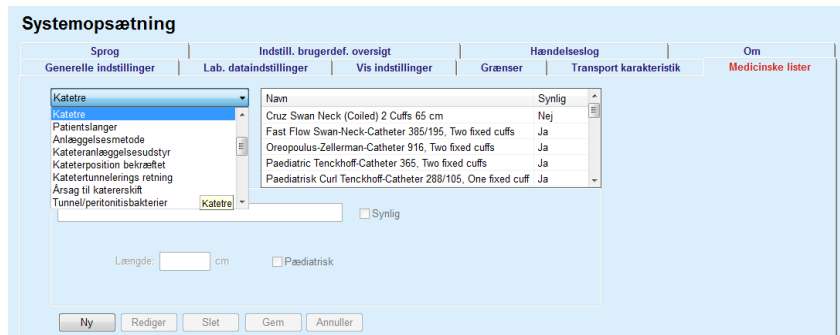 Systemopsætning
Sprog Indstill. brugerdef. oversigt Hændelseslog Om
Generelle indstillinger Lab. dataindstillinger Vis indstillinger Grænser Transport karakteristik Medicinske lister
Katetre
Navn Synlig
Katetre
Cruz Swan Neck (Coiled) 2 Cuffs 65 cm Nej
Patientslanger
Fast Flow Swan-Neck-Catheter 385/195, Two fixed cuffs Ja
Anlæggelsesmetode
Oreopoulus-Zellerman-Catheter 916, Two fixed cuffs Ja
Kateteranlæggelsesudstyr
Kateterposition bekræftet
Paediatric Tenckhoff-Catheter 365, Two fixed cuffs Ja
Katetertunnelerings retning
Paediatrisk Curl Tenckhoff-Catheter 288/105, One fixed cuff Ja
Årsag til katererskift
Tunnel/peritonitisbakterier Katetre
Synlig
Længde: cm Pædiatrisk
Ny Rediger Slet Gem Annuller